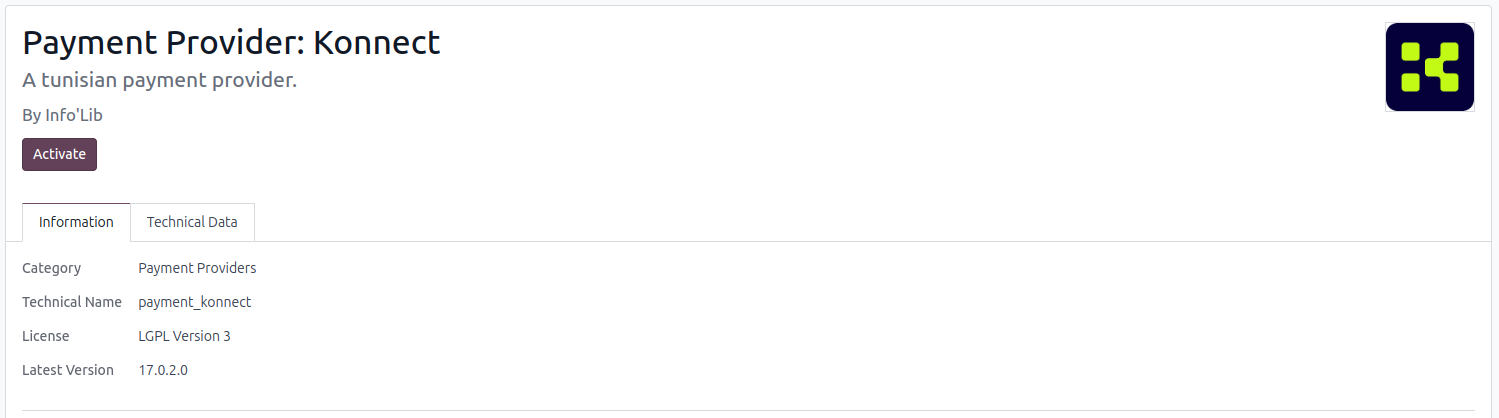 Payment Provider: Konnect
A tunisian payment provider.
By Info'Lib
Activate
Information Technical Data
Category Payment Providers
Technical Name payment_konnect
License LGPL Version 3
Latest Version 17.0.2.0